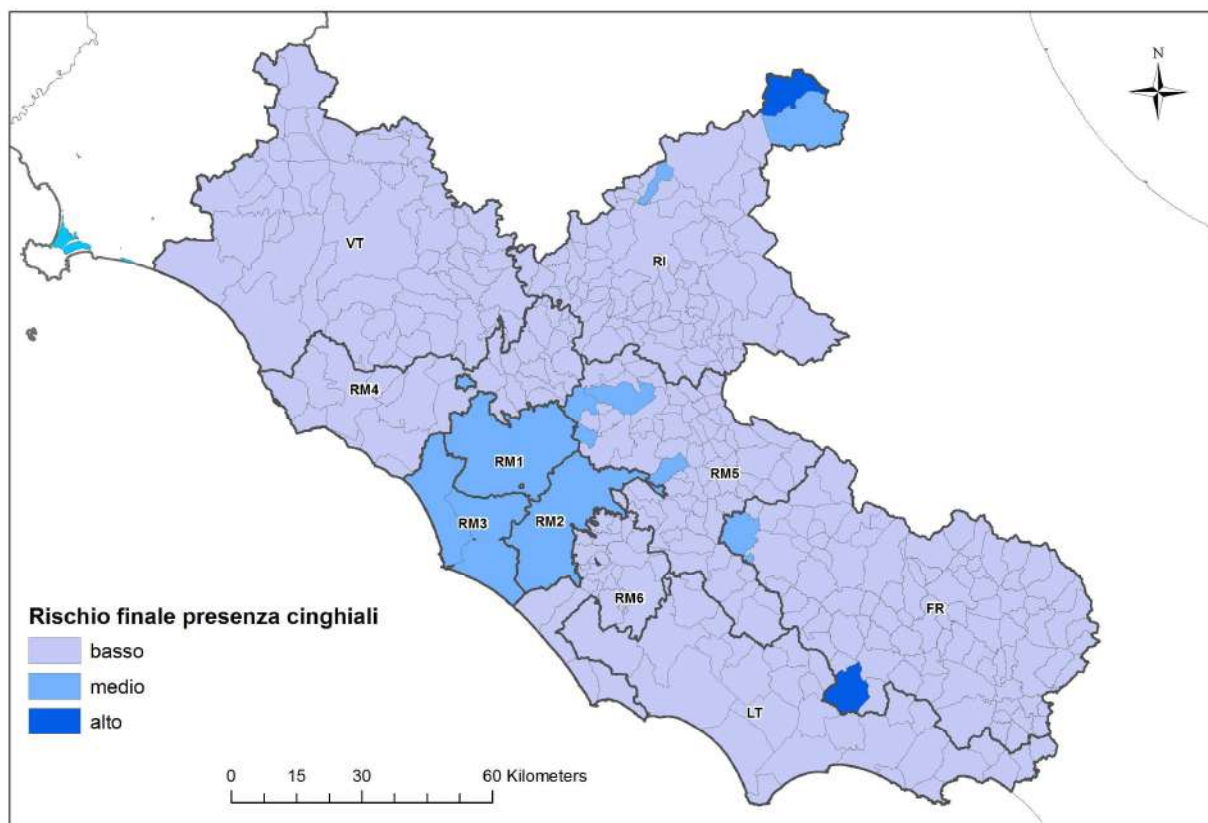 N
VT
RI
RM4
RM1
RM5
RM3
RM2
RM6
FR
LT
Rischio finale presenza cinghiali
basso
medio
alto
0 15 30 60 Kilometers